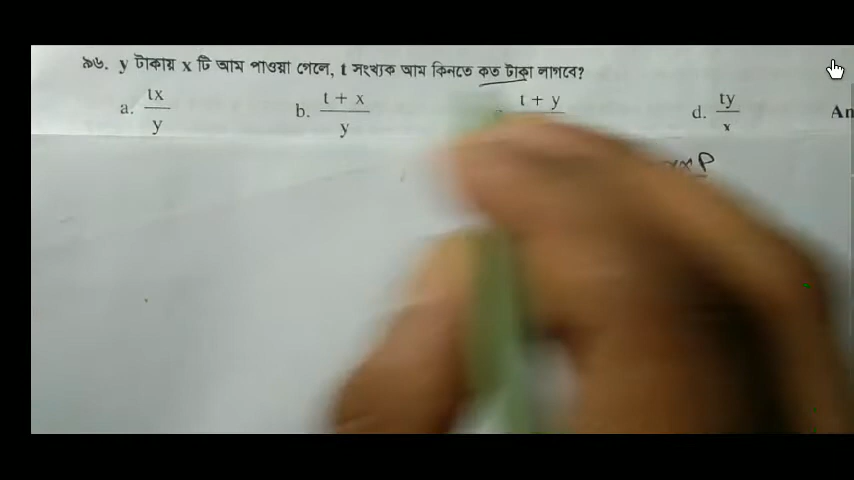 ৯৬. y টাকায় x টি আম পাওয়া গেলে, t সংখ্যক আম কিনতে কত টাকা লাগবে?
a. tx/y b. t + x/y t + y d. ty/x An
P